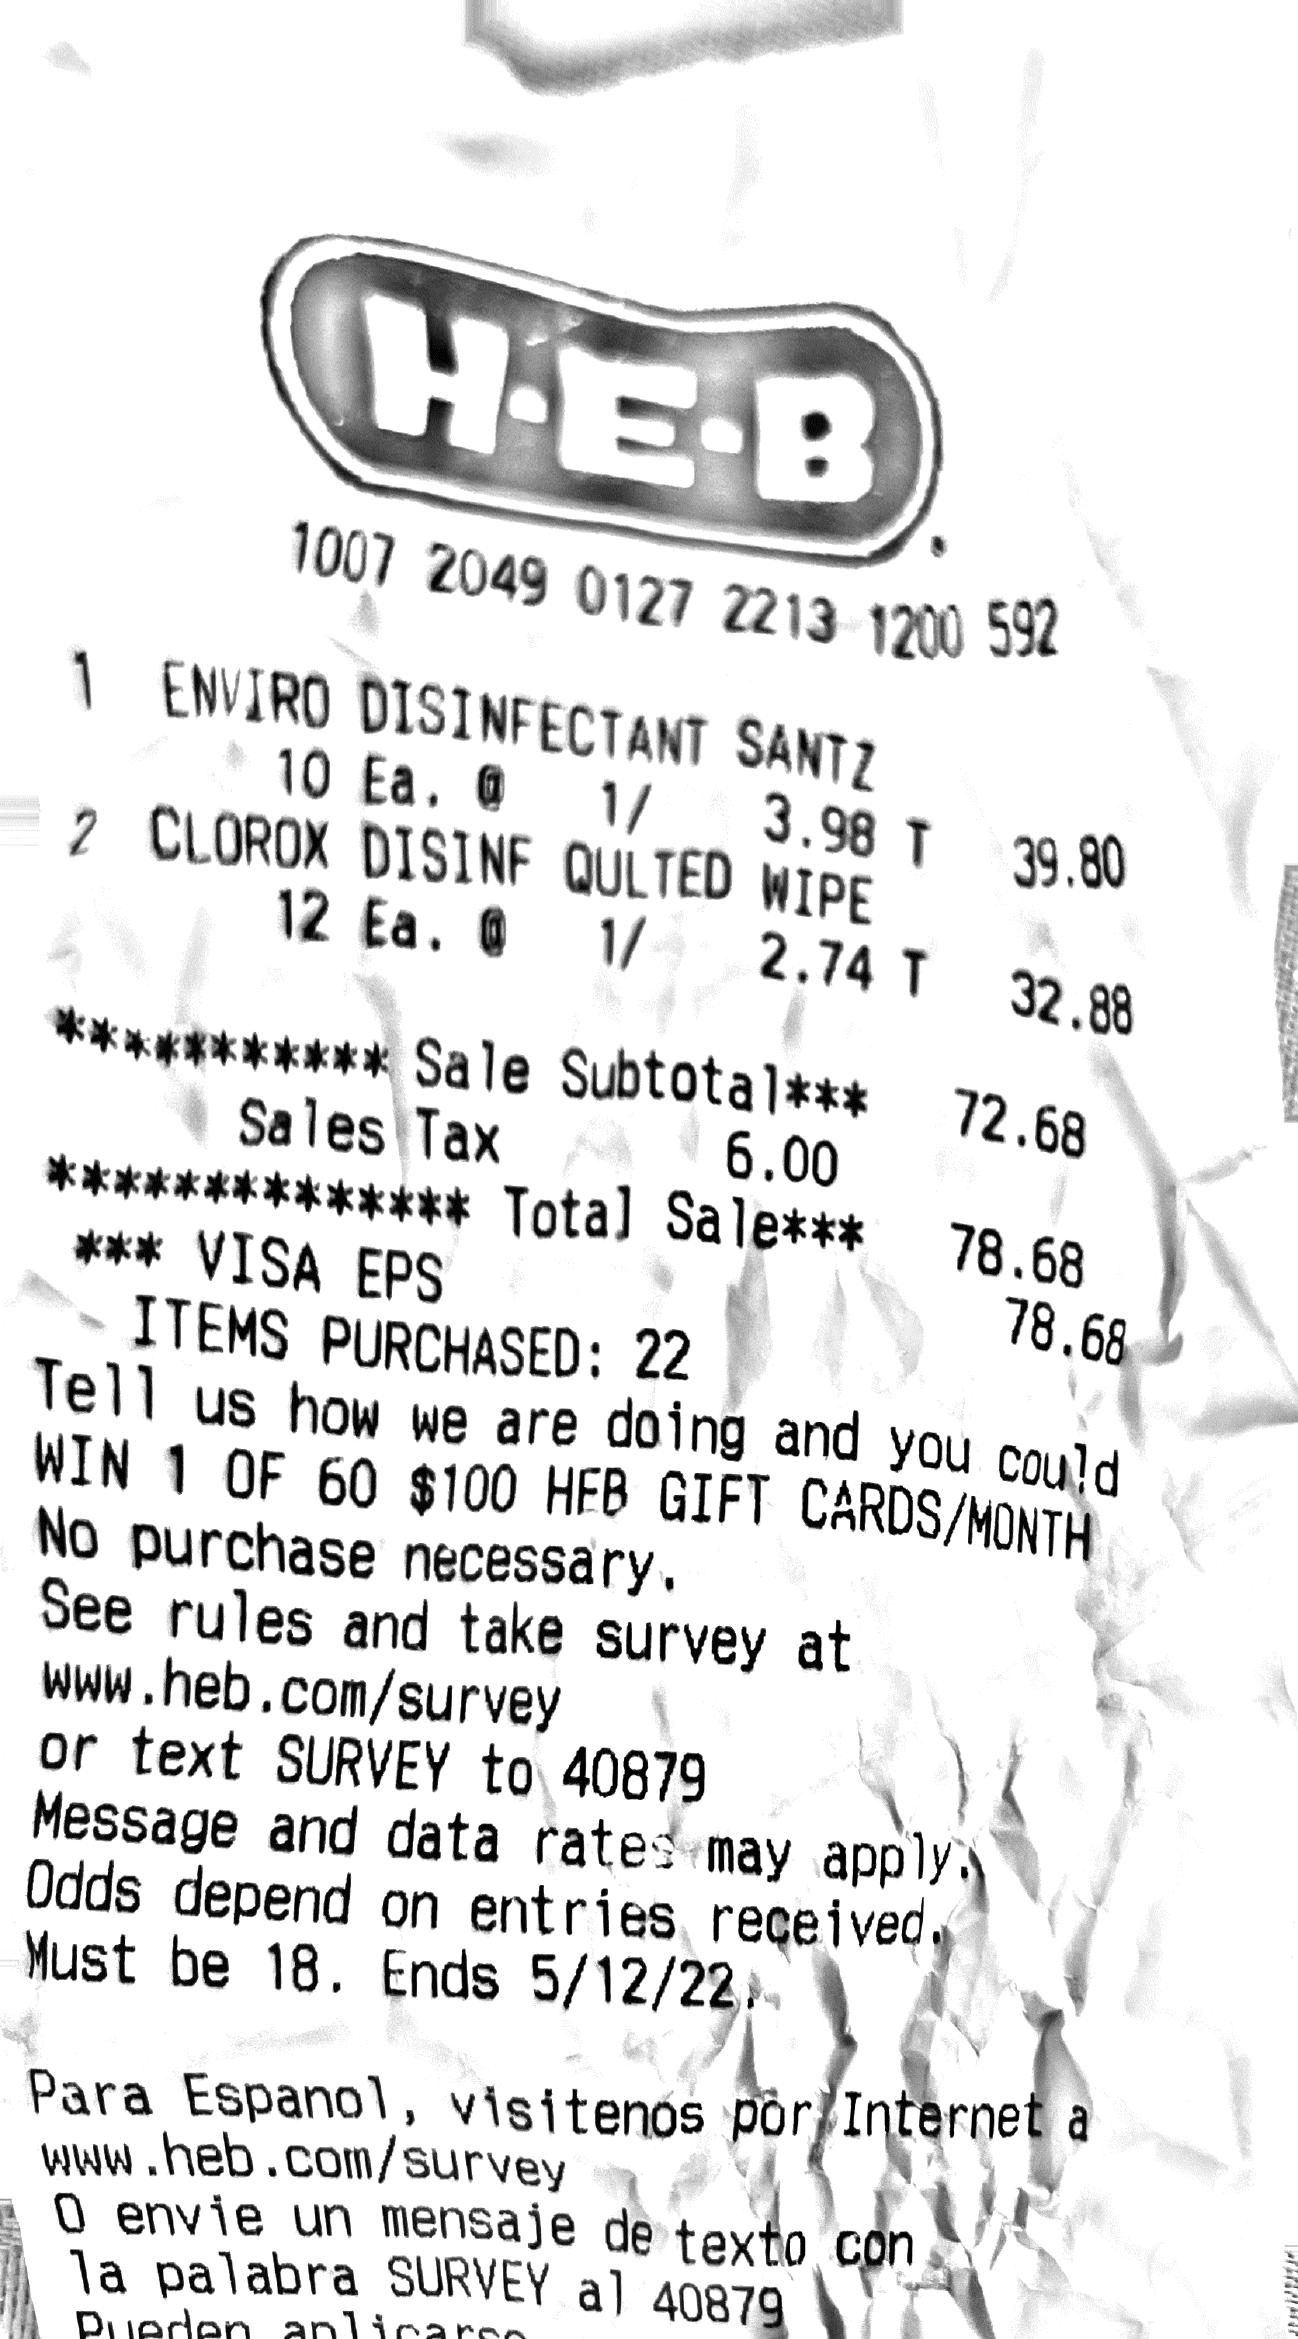 H·E·B
1007 2049 0127 2213 1200 592
1 ENVIRO DISINFECTANT SANTZ
10 Ea. @ 1/ 3.98 T 39.80
2 CLOROX DISINF QULTED WIPE
12 Ea. @ 1/ 2.74 T 32.88
*********** Sale Subtotal*** 72.68
Sales Tax 6.00
************** Total Sale*** 78.68
*** VISA EPS 78.68
ITEMS PURCHASED: 22
Tell us how we are doing and you could
WIN 1 OF 60 $100 HEB GIFT CARDS/MONTH
No purchase necessary.
See rules and take survey at
www.heb.com/survey
or text SURVEY to 40879
Message and data rates may apply.
Odds depend on entries received.
Must be 18. Ends 5/12/22.
Para Espanol, visitenos por Internet a
www.heb.com/survey
O envie un mensaje de texto con
la palabra SURVEY al 40879
Pueden aplicarse